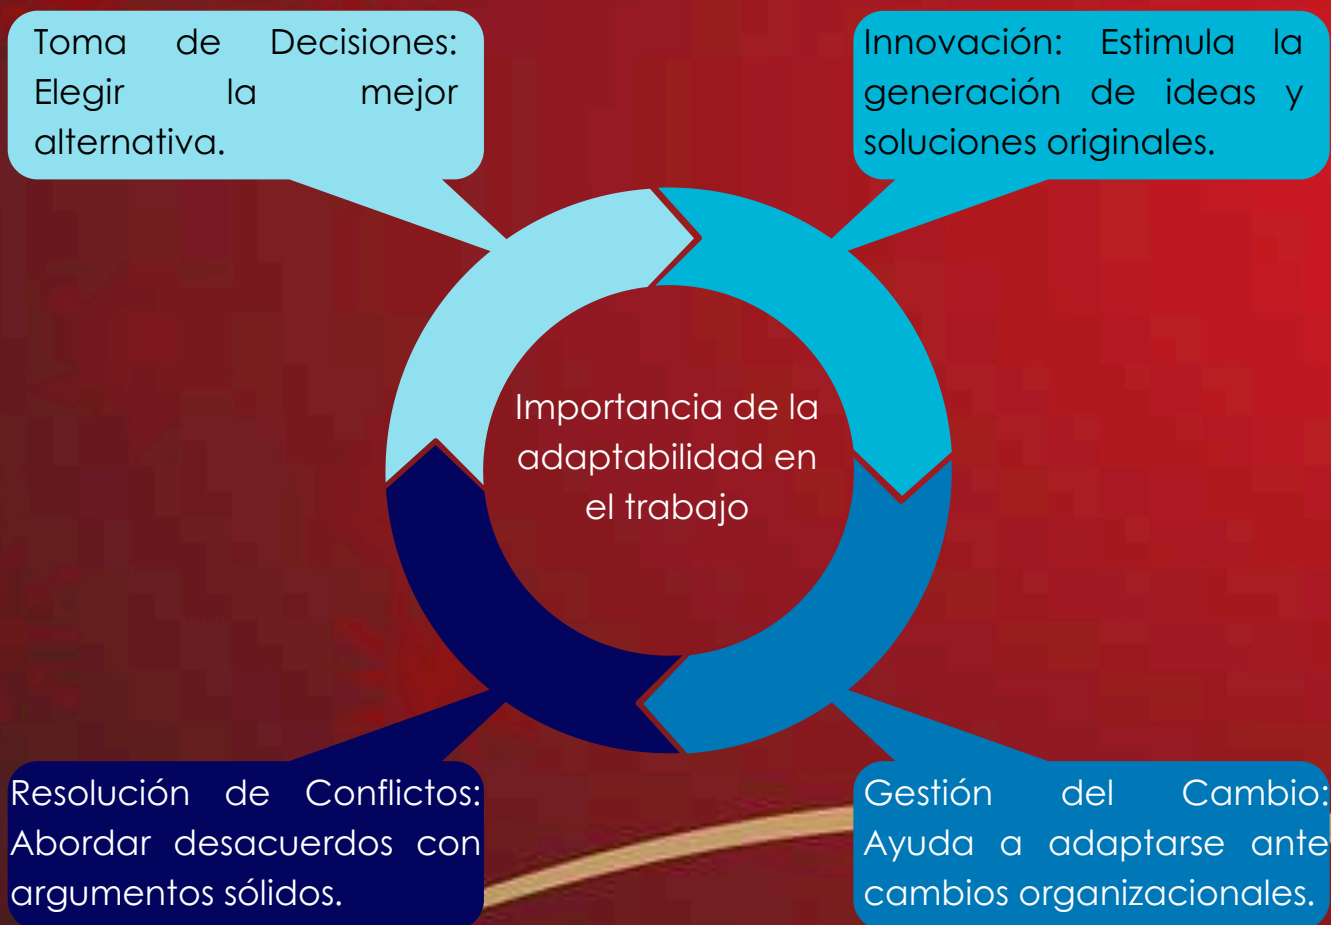 Toma de Decisiones:
Elegir la mejor
alternativa.
Innovación: Estimula la
generación de ideas y
soluciones originales.
Importancia de la
adaptabilidad en
el trabajo
Resolución de Conflictos:
Abordar desacuerdos con
argumentos sólidos.
Gestión del Cambio:
Ayuda a adaptarse ante
cambios organizacionales.